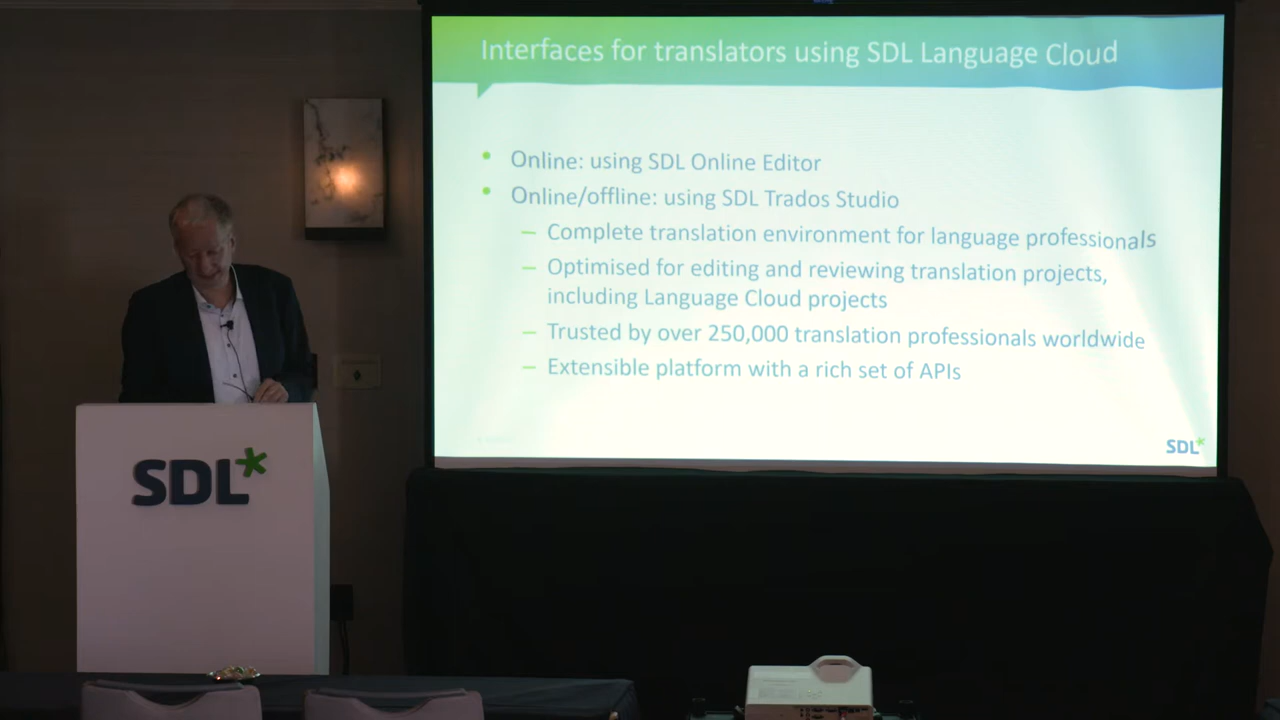 Interfaces for translators using SDL Language Cloud
• Online: using SDL Online Editor
• Online/offline: using SDL Trados Studio
– Complete translation environment for language professionals
– Optimised for editing and reviewing translation projects,
including Language Cloud projects
– Trusted by over 250,000 translation professionals worldwide
– Extensible platform with a rich set of APIs
SDL*
SDL*